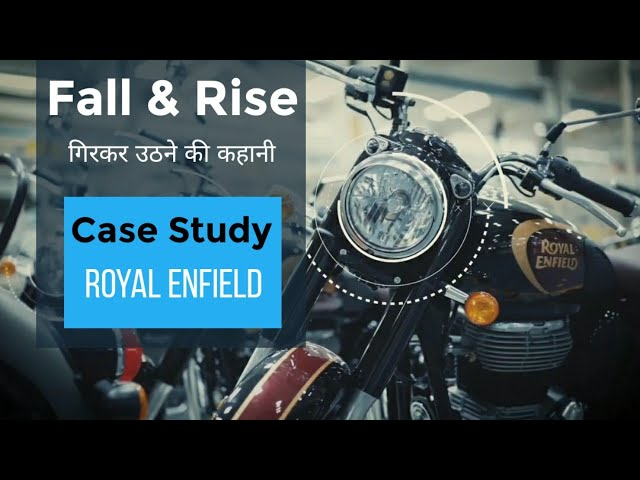 Fall & Rise
गिरकर उठने की कहानी
Case Study
ROYAL ENFIELD
ROYAL
ENFIELD